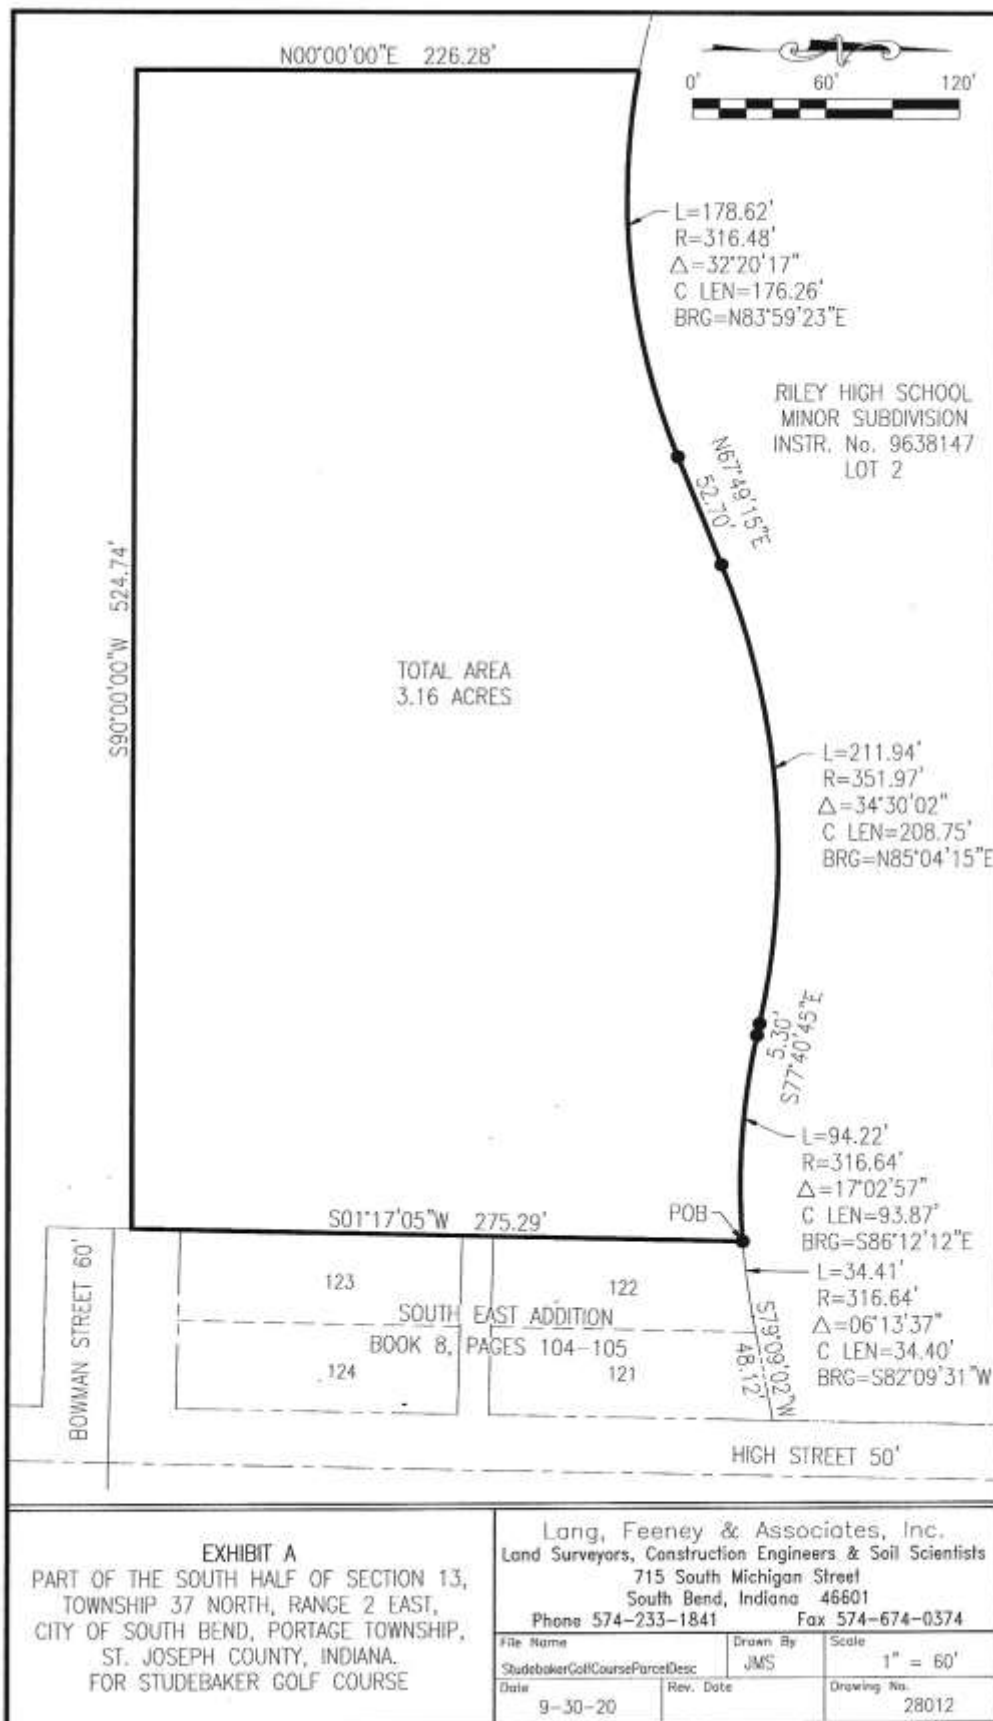 N00°00'00"E 226.28'
0' 60' 120'
L=178.62'
R=316.48'
△=32°20'17"
C LEN=176.26'
BRG=N83°59'23"E
RILEY HIGH SCHOOL
MINOR SUBDIVISION
INSTR. No. 9638147
LOT 2
N67°49'15"E
52.70'
S90°00'00"W 524.74'
TOTAL AREA
3.16 ACRES
L=211.94'
R=351.97'
△=34°30'02"
C LEN=208.75'
BRG=N85°04'15"E
5.30'
S77°40'45"E
L=94.22'
R=316.64'
△=17°02'57"
C LEN=93.87'
BRG=S86°12'12"E
S01°17'05"W 275.29'
POB
L=34.41'
R=316.64'
△=06°13'37"
C LEN=34.40'
BRG=S82°09'31"W
S79°09'02"W
48.12'
BOWMAN STREET 60'
123
122
SOUTH EAST ADDITION
BOOK 8, PAGES 104-105
124
121
HIGH STREET 50'
EXHIBIT A
PART OF THE SOUTH HALF OF SECTION 13,
TOWNSHIP 37 NORTH, RANGE 2 EAST,
CITY OF SOUTH BEND, PORTAGE TOWNSHIP,
ST. JOSEPH COUNTY, INDIANA.
FOR STUDEBAKER GOLF COURSE
Lang, Feeney & Associates, Inc.
Land Surveyors, Construction Engineers & Soil Scientists
715 South Michigan Street
South Bend, Indiana 46601
Phone 574-233-1841 Fax 574-674-0374
File Name
StudebakerGolfCourseParcelDesc
Drawn By
JMS
Scale
1" = 60'
Date
9-30-20
Rev. Date
Drawing No.
28012